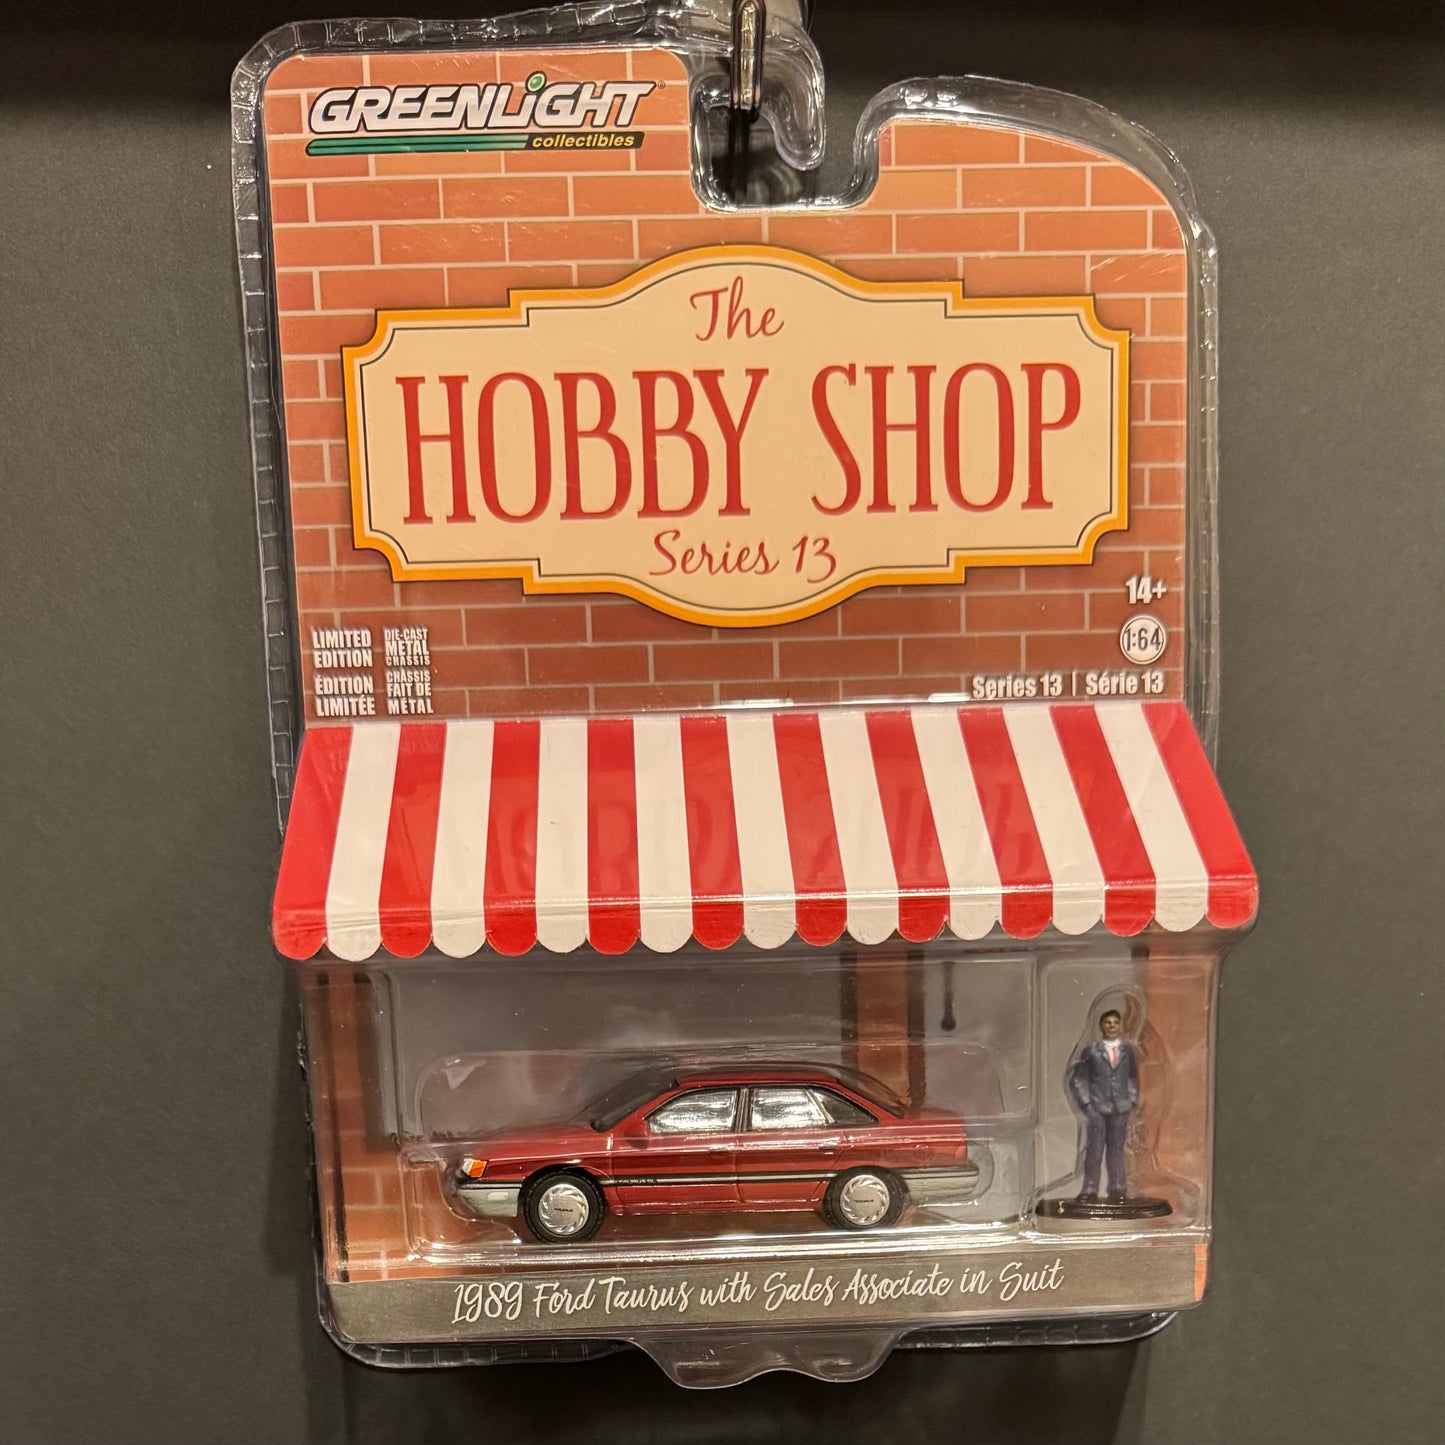 GREENLiGHT®
collectibles
The
HOBBY SHOP
Series 13
14+
1:64
LIMITED
EDITION
DIE-CAST
METAL
CHASSIS
ÉDITION
LIMITÉE
CHÂSSIS
FAIT DE
MÉTAL
Series 13 | Série 13
1989 Ford Taurus with Sales Associate in Suit